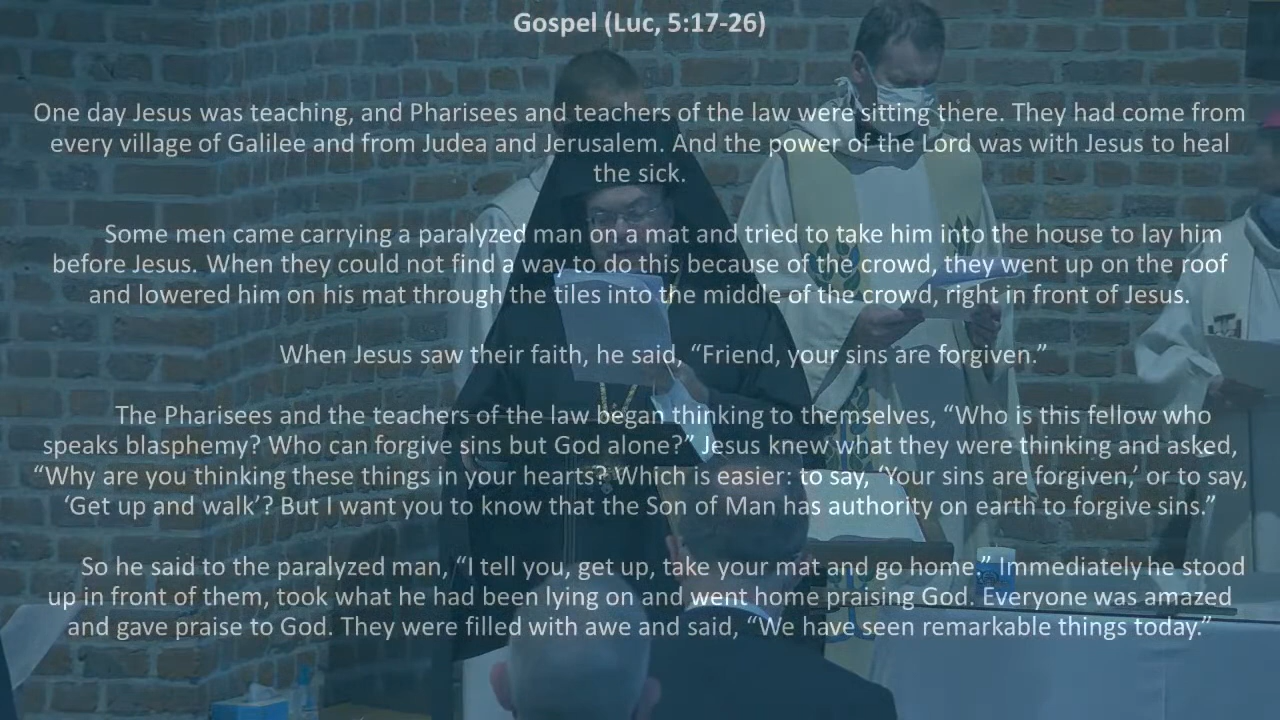 Gospel (Luc, 5:17-26)
One day Jesus was teaching, and Pharisees and teachers of the law were sitting there. They had come from
every village of Galilee and from Judea and Jerusalem. And the power of the Lord was with Jesus to heal
the sick.
Some men came carrying a paralyzed man on a mat and tried to take him into the house to lay him
before Jesus. When they could not find a way to do this because of the crowd, they went up on the roof
and lowered him on his mat through the tiles into the middle of the crowd, right in front of Jesus.
When Jesus saw their faith, he said, “Friend, your sins are forgiven.”
The Pharisees and the teachers of the law began thinking to themselves, “Who is this fellow who
speaks blasphemy? Who can forgive sins but God alone?” Jesus knew what they were thinking and asked,
“Why are you thinking these things in your hearts? Which is easier: to say, ‘Your sins are forgiven,’ or to say,
‘Get up and walk’? But I want you to know that the Son of Man has authority on earth to forgive sins.”
So he said to the paralyzed man, “I tell you, get up, take your mat and go home.” Immediately he stood
up in front of them, took what he had been lying on and went home praising God. Everyone was amazed
and gave praise to God. They were filled with awe and said, “We have seen remarkable things today.”